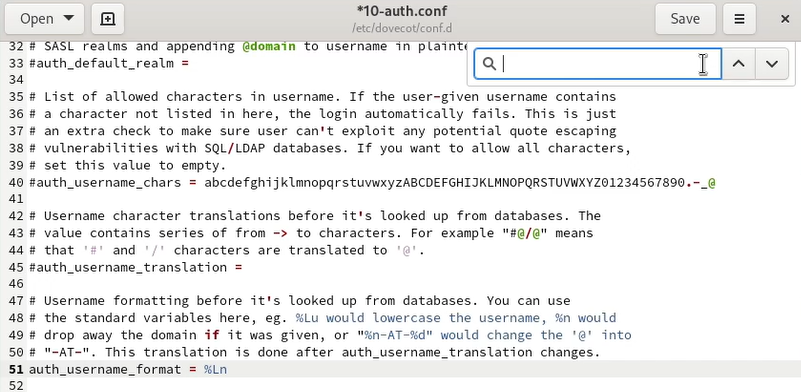 Open
*10-auth.conf
/etc/dovecot/conf.d
Save
32 # SASL realms and appending @domain to username in
33 #auth_default_realm =
34
35 # List of allowed characters in username. If the user-given username contains
36 # a character not listed in here, the login automatically fails. This is just
37 # an extra check to make sure user can't exploit any potential quote escaping
38 # vulnerabilities with SQL/LDAP databases. If you want to allow all characters,
39 # set this value to empty.
40 #auth_username_chars = abcdefghijklmnopqrstuvwxyzABCDEFGHIJKLMNOPQRSTUVWXYZ01234567890.-_@
41
42 # Username character translations before it's looked up from databases. The
43 # value contains series of from -> to characters. For example "#@/@" means
44 # that '#' and '/' characters are translated to '@'.
45 #auth_username_translation =
46
47 # Username formatting before it's looked up from databases. You can use
48 # the standard variables here, eg. %Lu would lowercase the username, %n would
49 # drop away the domain if it was given, or "%n-AT-%d" would change the '@' into
50 # "-AT-". This translation is done after auth_username_translation changes.
51 auth_username_format = %Ln
52